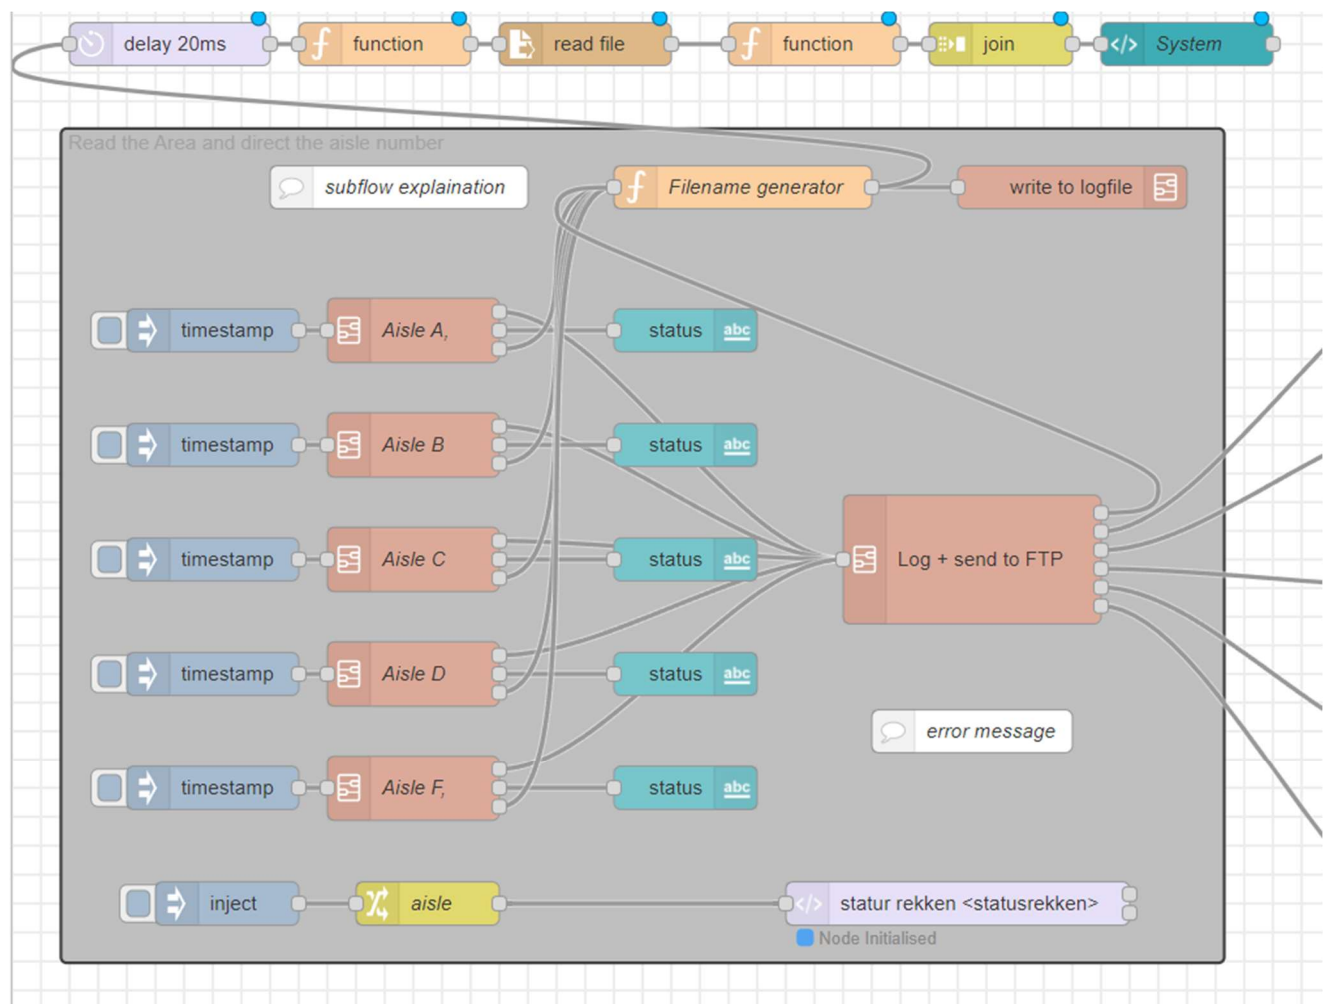 delay 20ms
function
read file
function
join
System
Read the Area and direct the aisle number
subflow explaination
Filename generator
write to logfile
timestamp
Aisle A,
status
abc
timestamp
Aisle B
status
abc
timestamp
Aisle C
status
abc
Log + send to FTP
timestamp
Aisle D
status
abc
error message
timestamp
Aisle F,
status
abc
inject
aisle
</> statur rekken <statusrekken>
Node Initialised